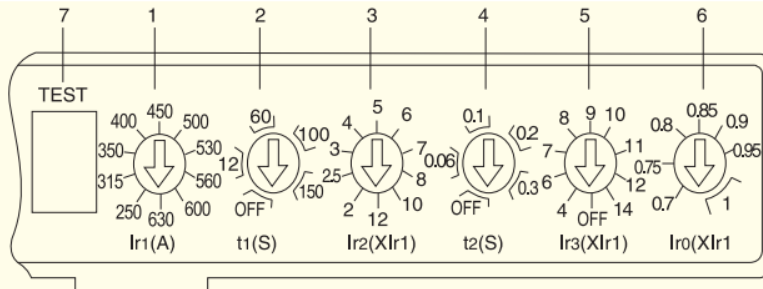 7 1 2 3 4 5 6
TEST
400 450 500 350 530 315 560 250 630 600
60 100 12 150 OFF
5 4 6 3 7 2.5 8 2 12 10
0.1 0.2 0.06 0.3 OFF
9 8 10 7 11 6 12 4 OFF 14
0.85 0.8 0.9 0.75 0.95 0.7 1
Ir1(A) t1(S) Ir2(XIr1) t2(S) Ir3(XIr1) Ir0(XIr1